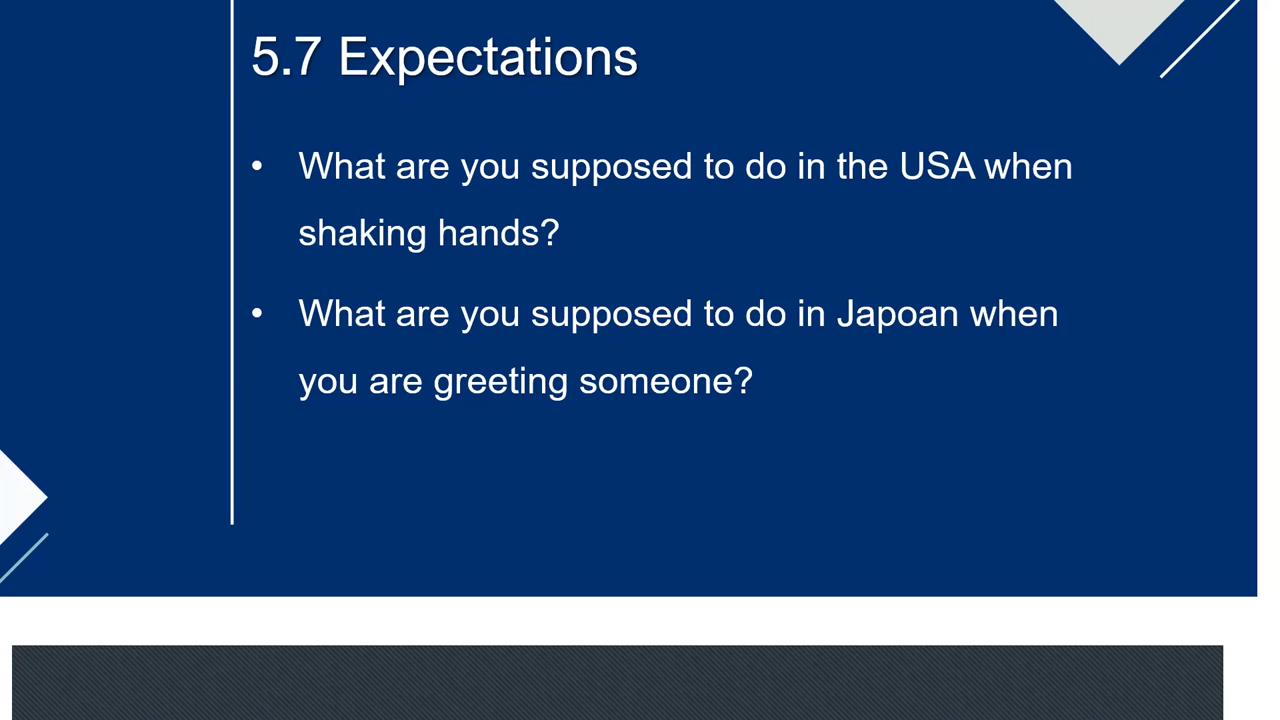 5.7 Expectations
• What are you supposed to do in the USA when
shaking hands?
• What are you supposed to do in Japoan when
you are greeting someone?